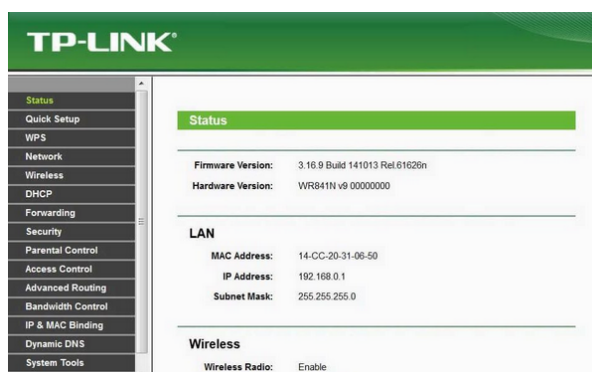 TP-LINK®
Status
Quick Setup
WPS
Network
Wireless
DHCP
Forwarding
Security
Parental Control
Access Control
Advanced Routing
Bandwidth Control
IP & MAC Binding
Dynamic DNS
System Tools
Status
Firmware Version: 3.16.9 Build 141013 Rel.61626n
Hardware Version: WR841N v9 00000000
LAN
MAC Address: 14-CC-20-31-06-50
IP Address: 192.168.0.1
Subnet Mask: 255.255.255.0
Wireless
Wireless Radio: Enable